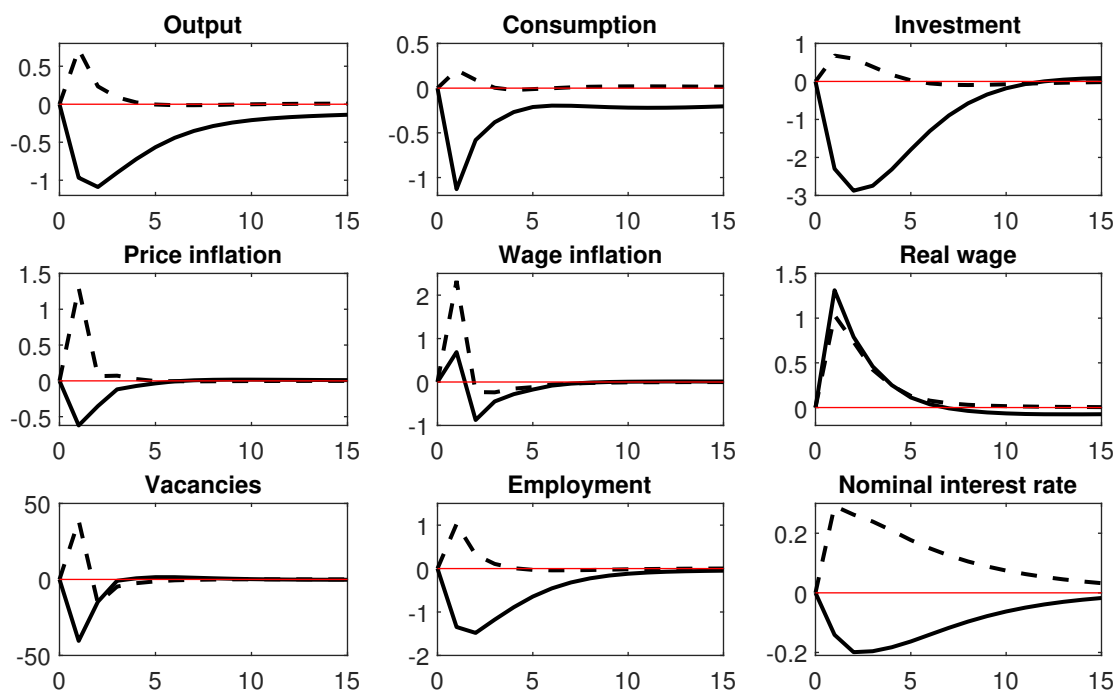 Output
0.5
0
-0.5
-1
0 5 10 15
Consumption
0.5
0
-0.5
-1
0 5 10 15
Investment
1
0
-1
-2
-3
0 5 10 15
Price inflation
1.5
1
0.5
0
-0.5
0 5 10 15
Wage inflation
2
1
0
-1
0 5 10 15
Real wage
1.5
1
0.5
0
0 5 10 15
Vacancies
50
0
-50
0 5 10 15
Employment
1
0
-1
-2
0 5 10 15
Nominal interest rate
0.2
0
-0.2
0 5 10 15